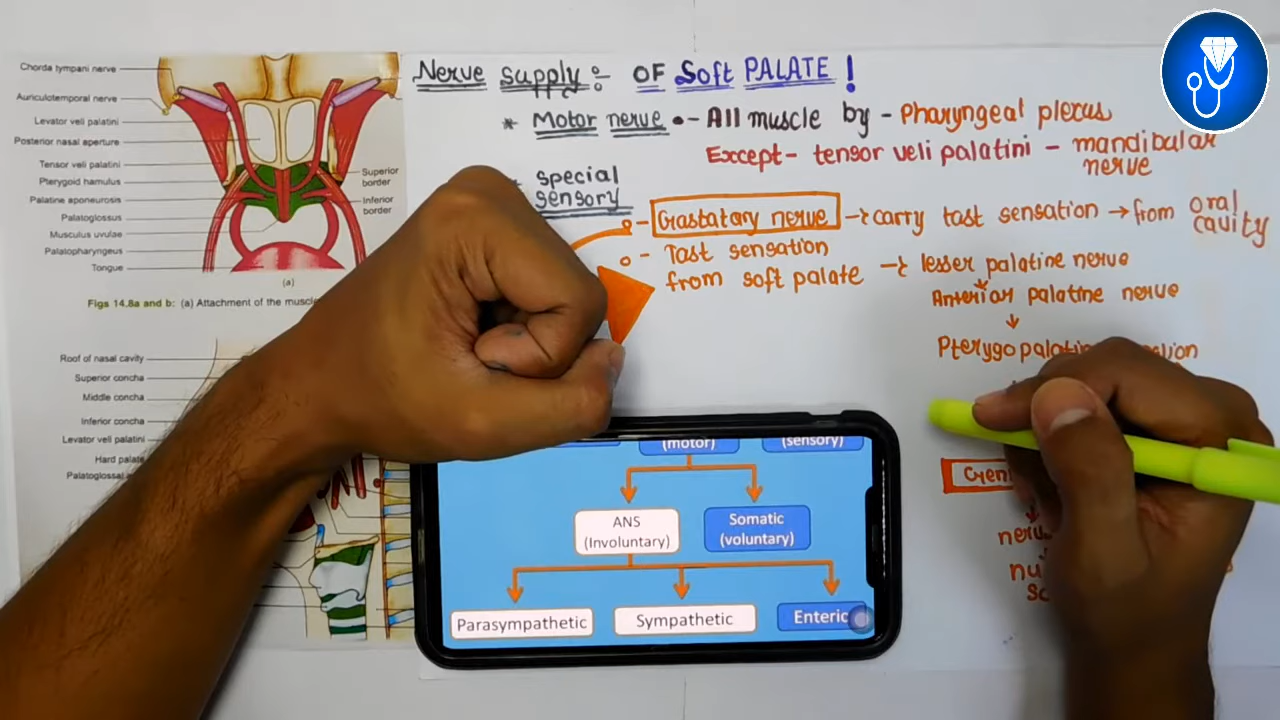 Chorda tympani nerve
Auriculotemporal nerve
Levator veli palatini
Posterior nasal aperture
Tensor veli palatini
Pterygoid hamulus
Palatine aponeurosis
Palatoglossus
Musculus uvulae
Palatopharyngeus
Tongue
Superior border
Inferior border
(a)
Figs 14.8a and b: (a) Attachment of the
Roof of nasal cavity
Superior concha
Middle concha
Inferior concha
Levator veli palatini
Hard
Nerve supply :- OF Soft PALATE !
* Motor nerve •- All muscle by - Pharyngeal plexus
Except - tensor veli palatini - mandibular nerve
special sensory
Gastatary nerve → carry tast sensation → from oral cavity
- Tast sensation from soft palate → lesser palatine nerve
Anterior palatine nerve
↓
(motor)
(sensory)
ANS
(Involuntary)
Somatic
(voluntary)
Parasympathetic
Sympathetic
Enteric